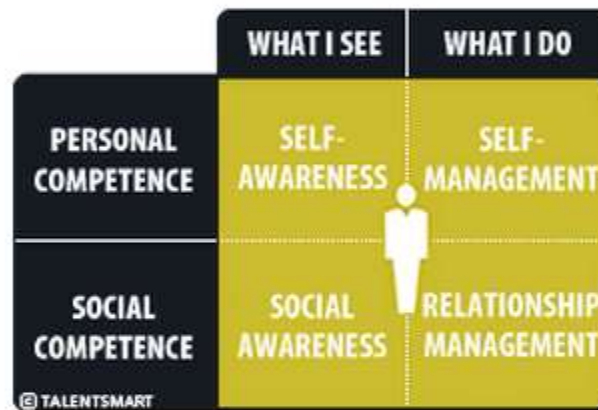 WHAT I SEE
WHAT I DO
PERSONAL
COMPETENCE
SELF-
AWARENESS
SELF-
MANAGEMENT
SOCIAL
COMPETENCE
SOCIAL
AWARENESS
RELATIONSHIP
MANAGEMENT
© TALENTSMART